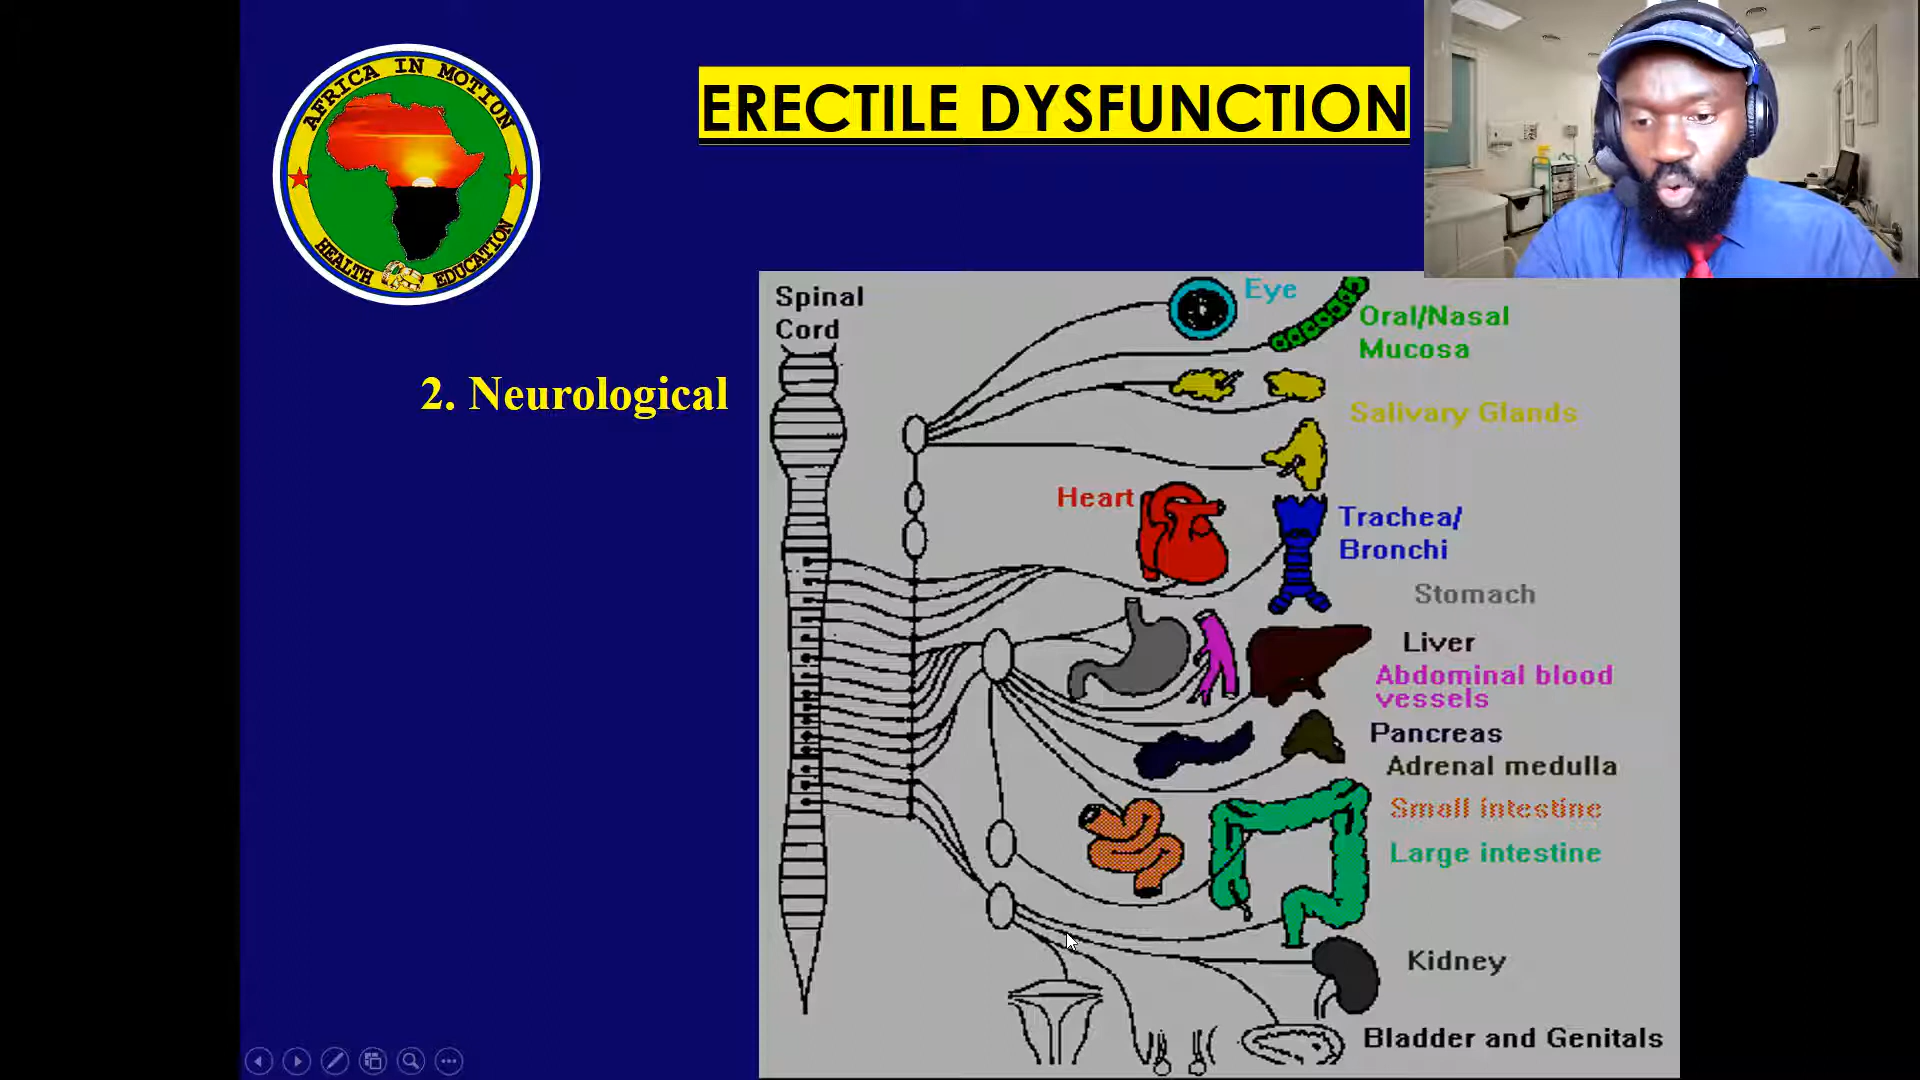 AFRICA IN MOTION
HEALTH EDUCATION
ERECTILE DYSFUNCTION
2. Neurological
Spinal
Cord
Eye
Oral/Nasal
Mucosa
Salivary Glands
Heart
Trachea/
Bronchi
Stomach
Liver
Abdominal blood
vessels
Pancreas
Adrenal medulla
Small intestine
Large intestine
Kidney
Bladder and Genitals